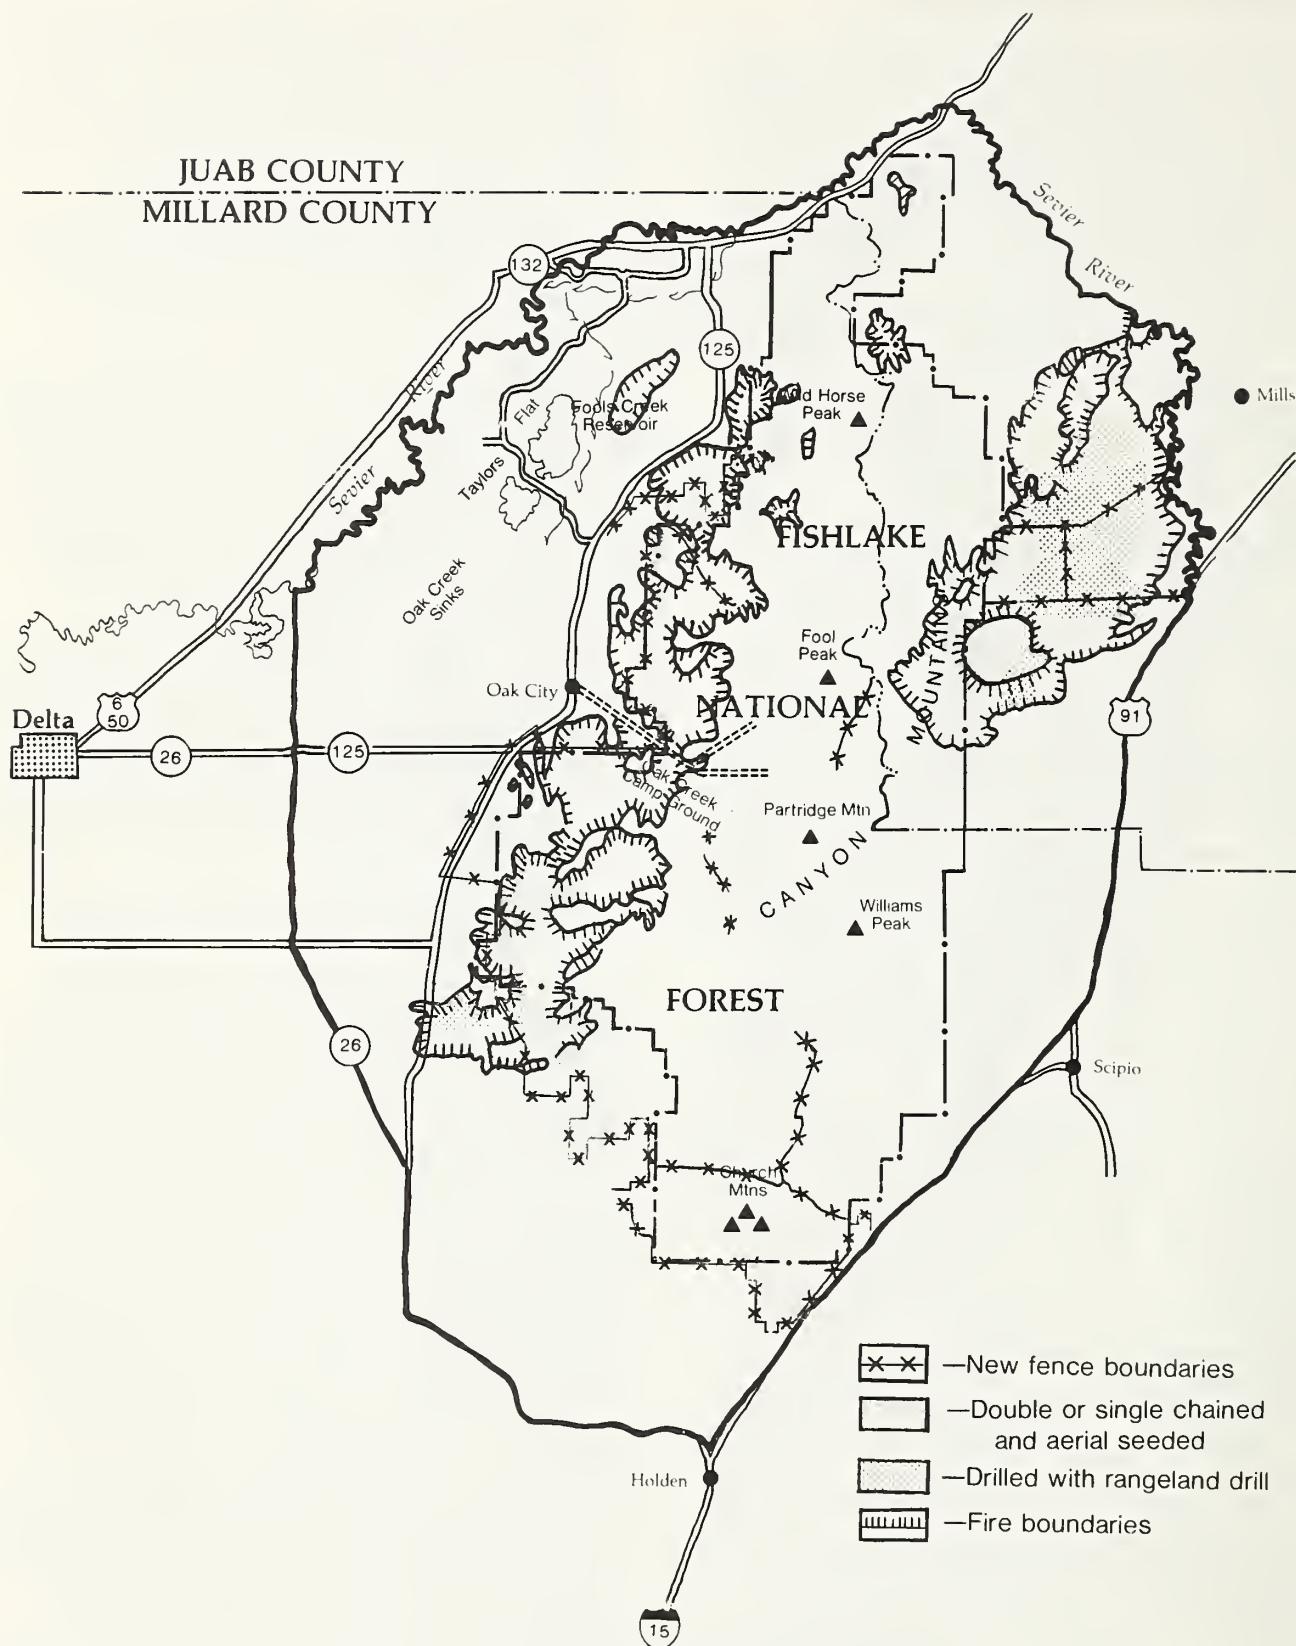 JUAB COUNTY
MILLARD COUNTY
Sevier
River
132
125
River
Sevier
Flat
Taylors
Fools Creek
Reservoir
Wild Horse
Peak
Mills
FISHLAKE
Oak Creek
Sinks
Fool
Peak
MOUNTAINS
Oak City
NATIONAL
6
50
Delta
26
125
91
Oak Creek
Camp Ground
Partridge Mtn
CANYON
Williams
Peak
FOREST
26
Scipio
Church
Mtns
—New fence boundaries
—Double or single chained
and aerial seeded
—Drilled with rangeland drill
—Fire boundaries
Holden
15